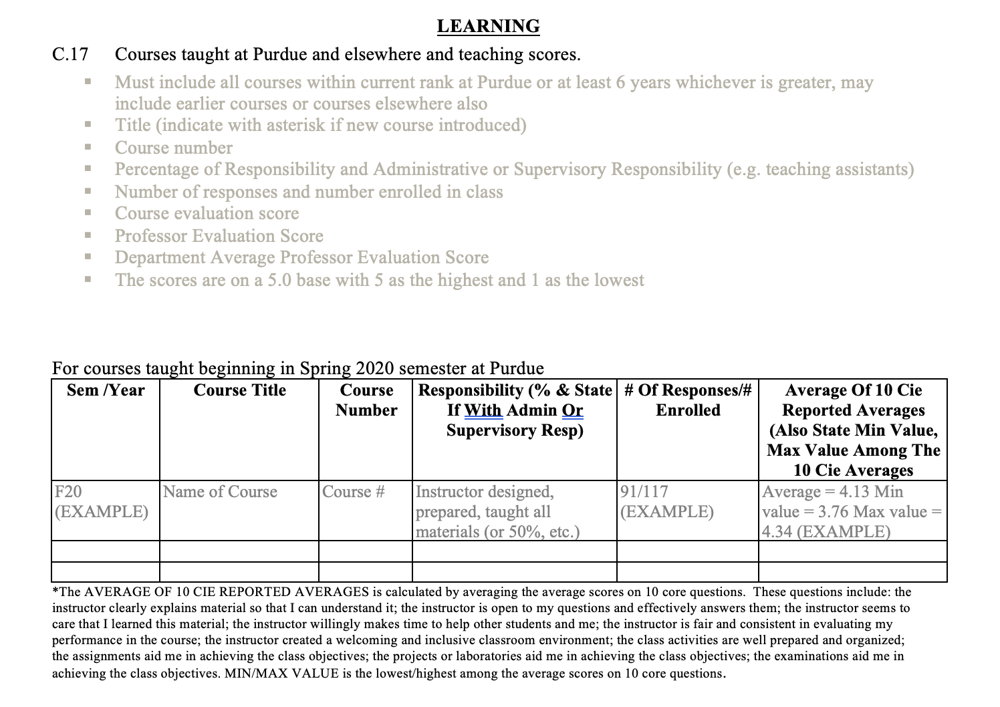 LEARNING
C.17 Courses taught at Purdue and elsewhere and teaching scores.
▪ Must include all courses within current rank at Purdue or at least 6 years whichever is greater, may
include earlier courses or courses elsewhere also
▪ Title (indicate with asterisk if new course introduced)
▪ Course number
▪ Percentage of Responsibility and Administrative or Supervisory Responsibility (e.g. teaching assistants)
▪ Number of responses and number enrolled in class
▪ Course evaluation score
▪ Professor Evaluation Score
▪ Department Average Professor Evaluation Score
▪ The scores are on a 5.0 base with 5 as the highest and 1 as the lowest
For courses taught beginning in Spring 2020 semester at Purdue
Sem /Year
Course Title
Course
Number
Responsibility (% & State
If With Admin Or
Supervisory Resp)
# Of Responses/#
Enrolled
Average Of 10 Cie
Reported Averages
(Also State Min Value,
Max Value Among The
10 Cie Averages
F20
(EXAMPLE)
Name of Course
Course #
Instructor designed,
prepared, taught all
materials (or 50%, etc.)
91/117
(EXAMPLE)
Average = 4.13 Min
value = 3.76 Max value =
4.34 (EXAMPLE)
*The AVERAGE OF 10 CIE REPORTED AVERAGES is calculated by averaging the average scores on 10 core questions. These questions include: the
instructor clearly explains material so that I can understand it; the instructor is open to my questions and effectively answers them; the instructor seems to
care that I learned this material; the instructor willingly makes time to help other students and me; the instructor is fair and consistent in evaluating my
performance in the course; the instructor created a welcoming and inclusive classroom environment; the class activities are well prepared and organized;
the assignments aid me in achieving the class objectives; the projects or laboratories aid me in achieving the class objectives; the examinations aid me in
achieving the class objectives. MIN/MAX VALUE is the lowest/highest among the average scores on 10 core questions.